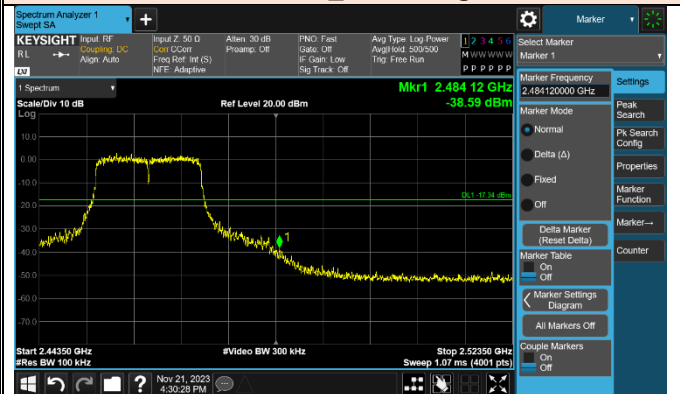 Spectrum Analyzer 1
Swept SA
+
Marker
KEYSIGHT
RL
LXI
Input: RF
Coupling: DC
Align: Auto
Input Z: 50 Ω
Corr CCorr
Freq Ref: Int (S)
NFE: Adaptive
Atten: 30 dB
Preamp: Off
PNO: Fast
Gate: Off
IF Gain: Low
Sig Track: Off
Avg Type: Log-Power
Avg|Hold: 500/500
Trig: Free Run
1 2 3 4 5 6
M W W W W W
P P P P P P
Select Marker
Marker 1
1 Spectrum
Scale/Div 10 dB
Log
Ref Level 20.00 dBm
Mkr1 2.484 12 GHz
-38.59 dBm
10.0
0.00
-10.0
-20.0
-30.0
-40.0
-50.0
-60.0
-70.0
DL1 -17.34 dBm
1
Start 2.44350 GHz
#Res BW 100 kHz
#Video BW 300 kHz
Stop 2.52350 GHz
Sweep 1.07 ms (4001 pts)
Marker Frequency
2.484120000 GHz
Marker Mode
Normal
Delta (Δ)
Fixed
Off
Delta Marker
(Reset Delta)
Marker Table
On
Off
Marker Settings
Diagram
All Markers Off
Couple Markers
On
Off
Settings
Peak
Search
Pk Search
Config
Properties
Marker
Function
Marker→
Counter
?
Nov 21, 2023
4:30:28 PM